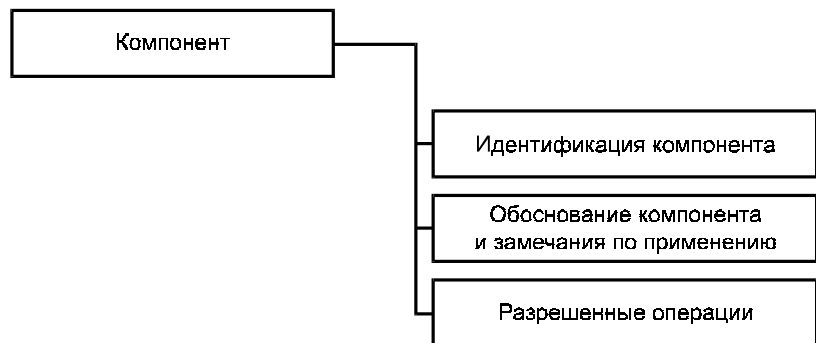 Компонент
Идентификация компонента
Обоснование компонента
и замечания по применению
Разрешенные операции